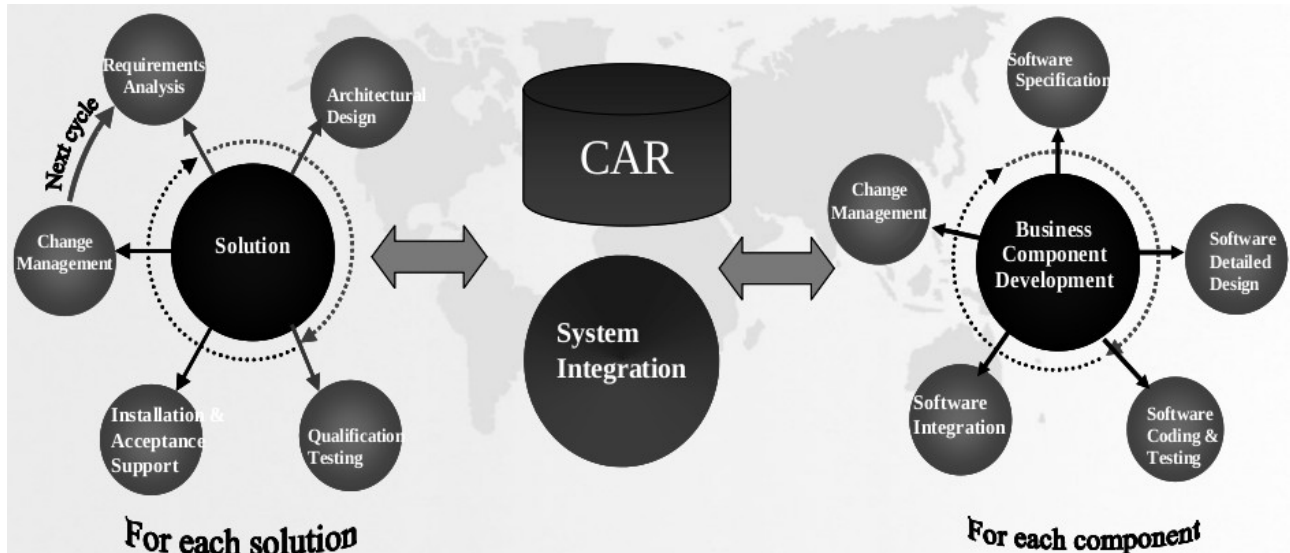 Requirements
Analysis
Architectural
Design
Next cycle
Change
Management
Solution
Installation &
Acceptance
Support
Qualification
Testing
For each solution
CAR
System
Integration
Software
Specification
Change
Management
Business
Component
Development
Software
Detailed
Design
Software
Integration
Software
Coding &
Testing
For each component